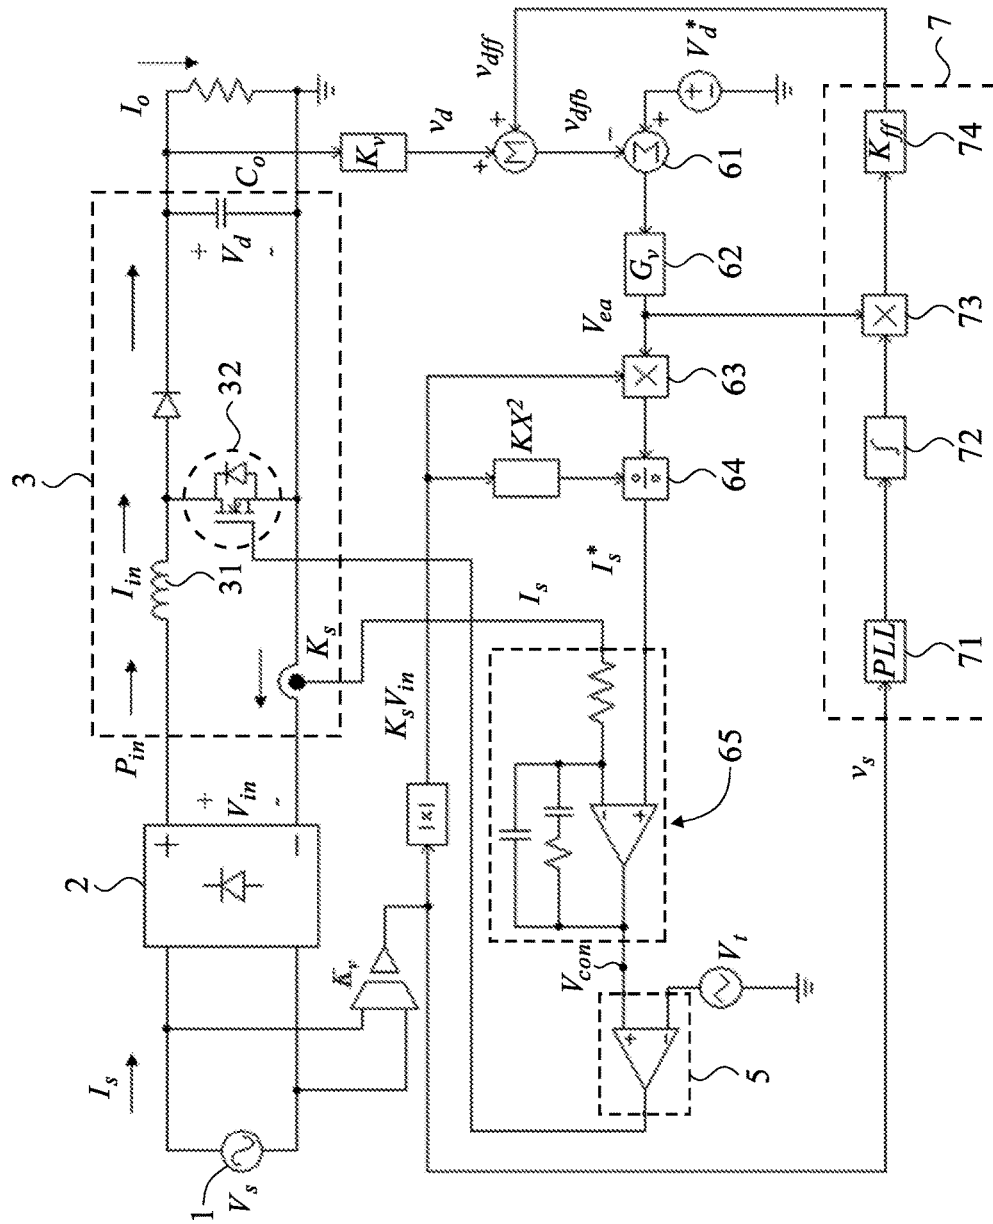 1
V_s
I_s
2
+
−
V_in
+
-
P_in
I_in
31
32
3
K_s
+
V_d
-
C_o
I_o
K_v
K_v
v_d
v_dff
+
+
Σ
v_dfb
−
+
Σ
V_d*
+
−
61
G_v
62
V_ea
×
63
KX²
÷
64
I_s*
I_s
K_sV_in
|x|
65
−
+
V_con
+
−
V_t
5
v_s
PLL
71
∫
72
×
73
K_ff
74
7